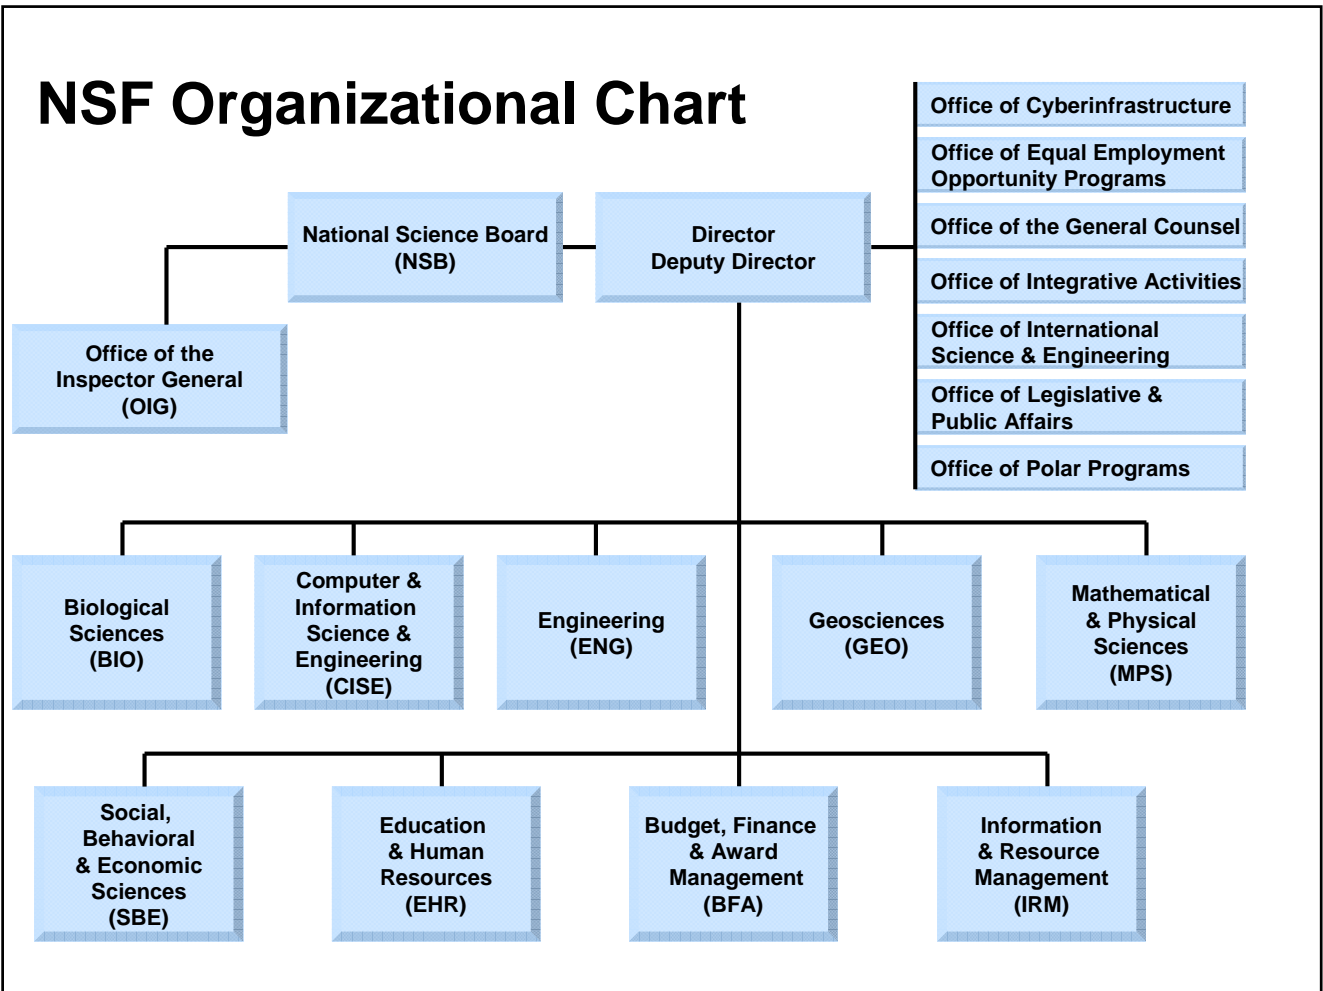 NSF Organizational Chart
Office of Cyberinfrastructure
Office of Equal Employment
Opportunity Programs
Office of the General Counsel
Office of Integrative Activities
Office of International
Science & Engineering
Office of Legislative &
Public Affairs
Office of Polar Programs
National Science Board
(NSB)
Director
Deputy Director
Office of the
Inspector General
(OIG)
Biological
Sciences
(BIO)
Computer &
Information
Science &
Engineering
(CISE)
Engineering
(ENG)
Geosciences
(GEO)
Mathematical
& Physical
Sciences
(MPS)
Social,
Behavioral
& Economic
Sciences
(SBE)
Education
& Human
Resources
(EHR)
Budget, Finance
& Award
Management
(BFA)
Information
& Resource
Management
(IRM)